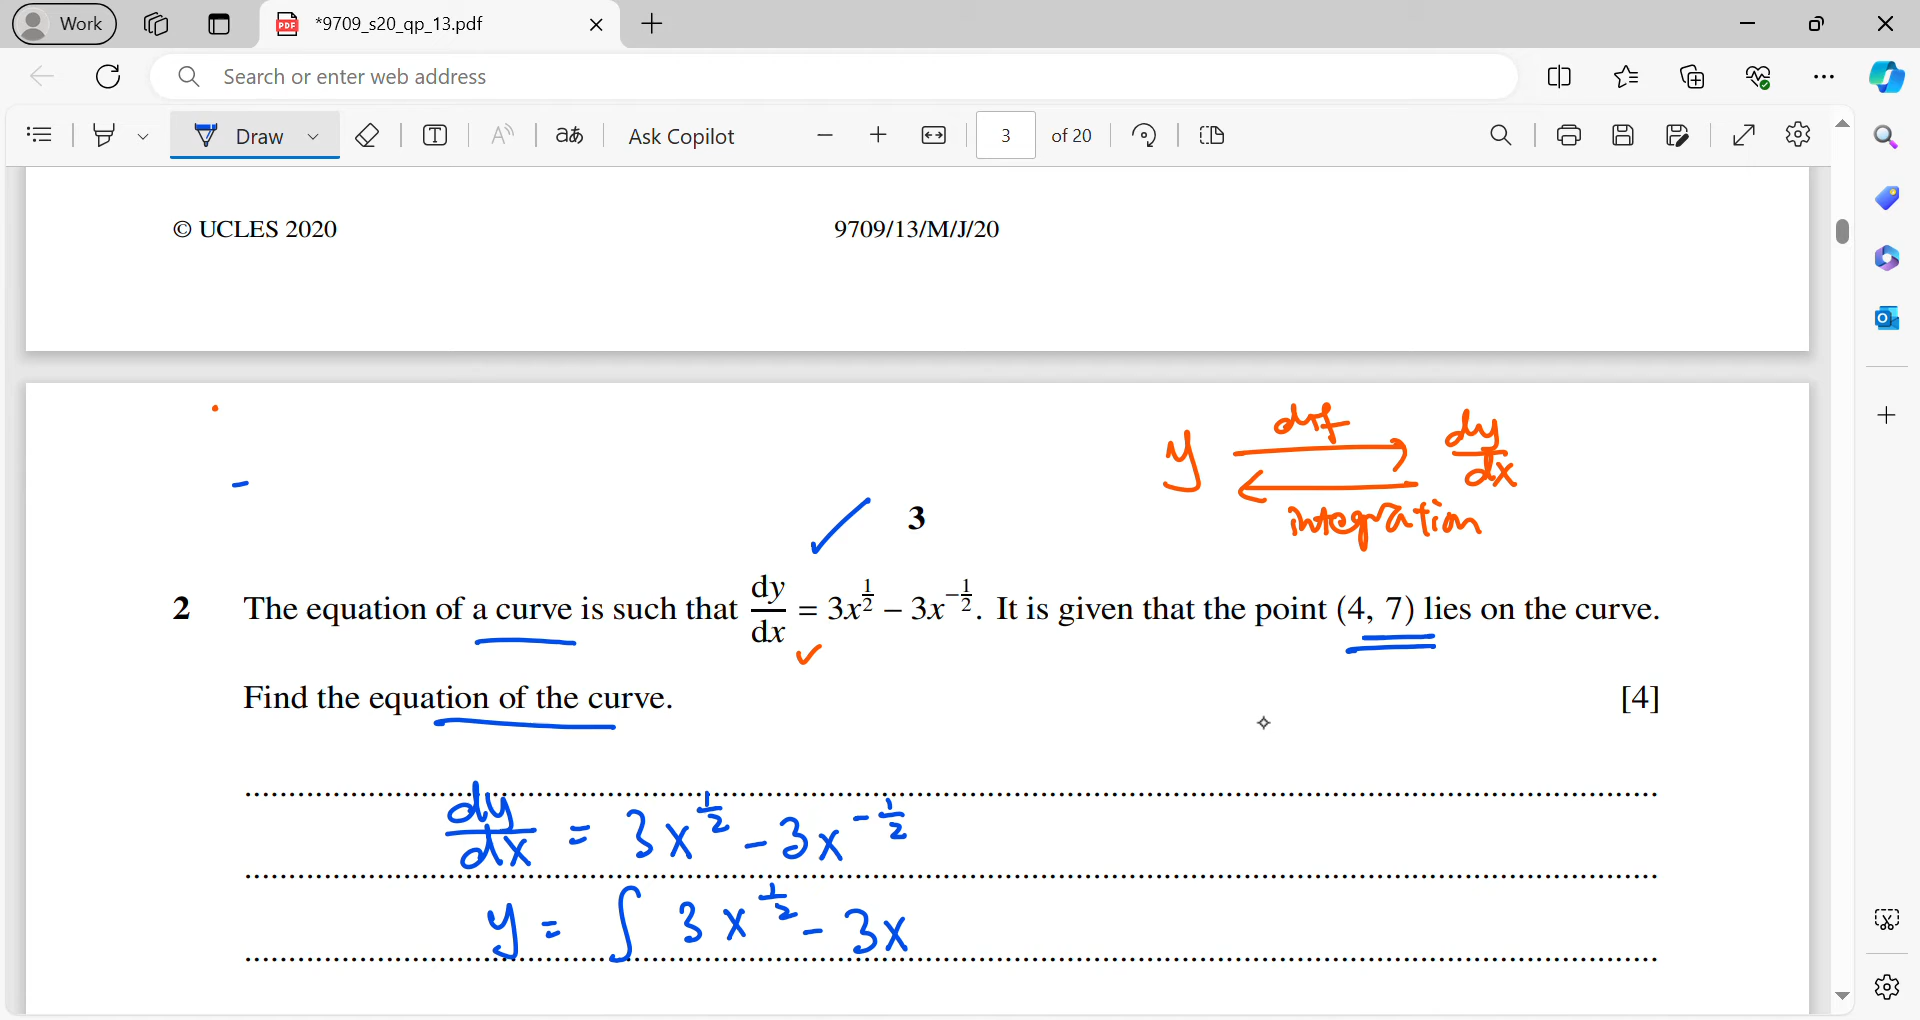 Work
*9709_s20_qp_13.pdf
Search or enter web address
Draw
Ask Copilot
3 of 20
© UCLES 2020
9709/13/M/J/20
y dif dy/dx
integration
3
2 The equation of a curve is such that dy/dx = 3x^(1/2) − 3x^(−1/2). It is given that the point (4, 7) lies on the curve.
Find the equation of the curve. [4]
dy/dx = 3x^(1/2) − 3x^(−1/2)
y = ∫ 3x^(1/2) − 3x